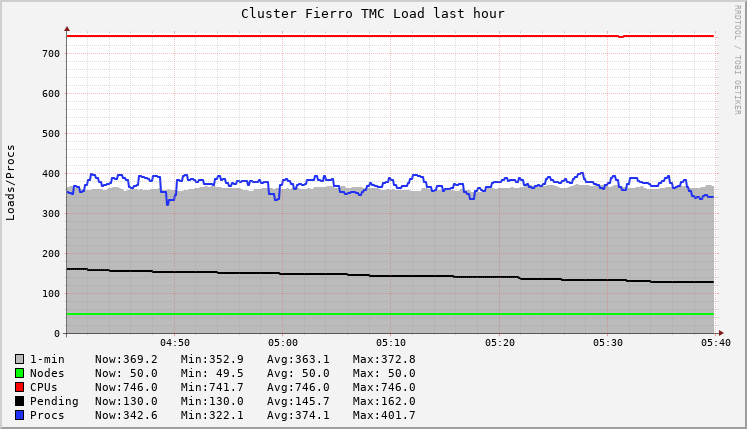 Cluster Fierro TMC Load last hour
RRDTOOL / TOBI OETIKER
Loads/Procs
700
600
500
400
300
200
100
0
04:50 05:00 05:10 05:20 05:30 05:40
1-min Now:369.2 Min:352.9 Avg:363.1 Max:372.8
Nodes Now: 50.0 Min: 49.5 Avg: 50.0 Max: 50.0
CPUs Now:746.0 Min:741.7 Avg:746.0 Max:746.0
Pending Now:130.0 Min:130.0 Avg:145.7 Max:162.0
Procs Now:342.6 Min:322.1 Avg:374.1 Max:401.7